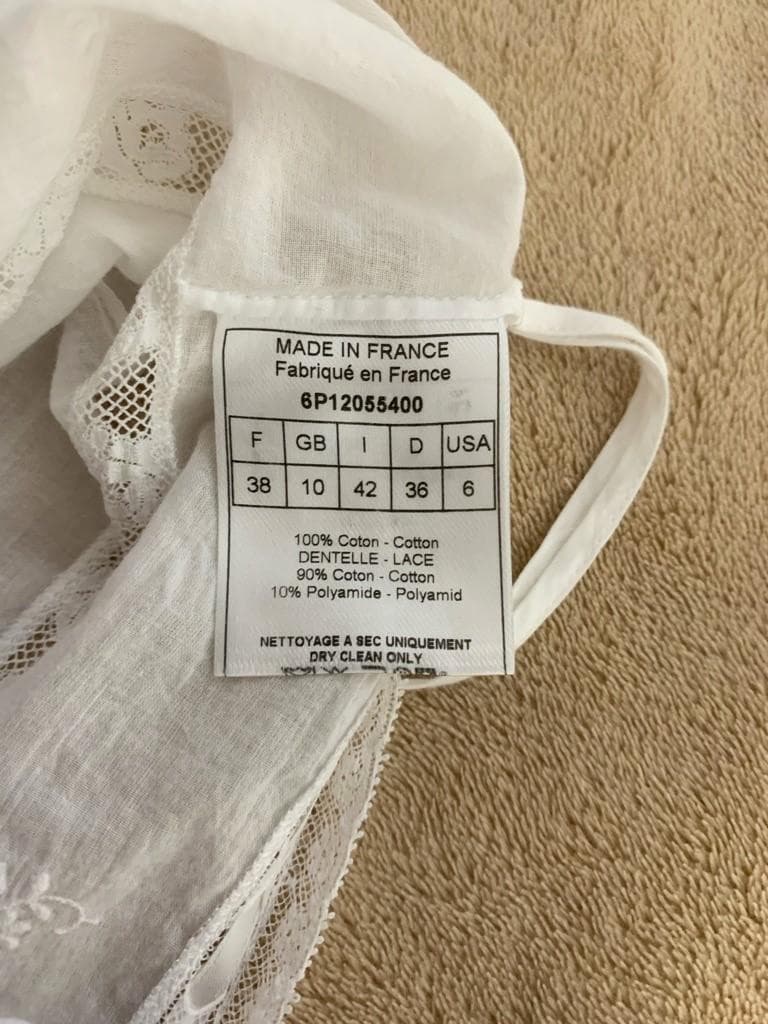 MADE IN FRANCE
Fabriqué en France
6P12055400
F GB I D USA
38 10 42 36 6
100% Coton - Cotton
DENTELLE - LACE
90% Coton - Cotton
10% Polyamide - Polyamid
NETTOYAGE A SEC UNIQUEMENT
DRY CLEAN ONLY